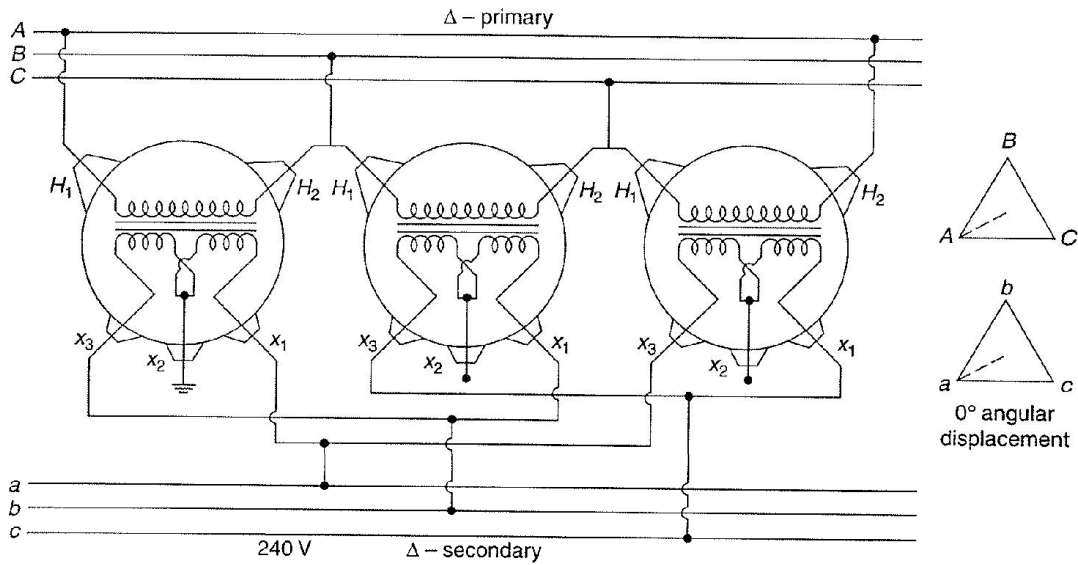 Δ – primary
A
B
C
H₁
H₂
H₁
H₂
H₁
H₂
x₃
x₂
x₁
x₃
x₂
x₁
x₃
x₂
x₁
a
b
c
240 V
Δ – secondary
B
A
C
b
a
c
0° angular
displacement